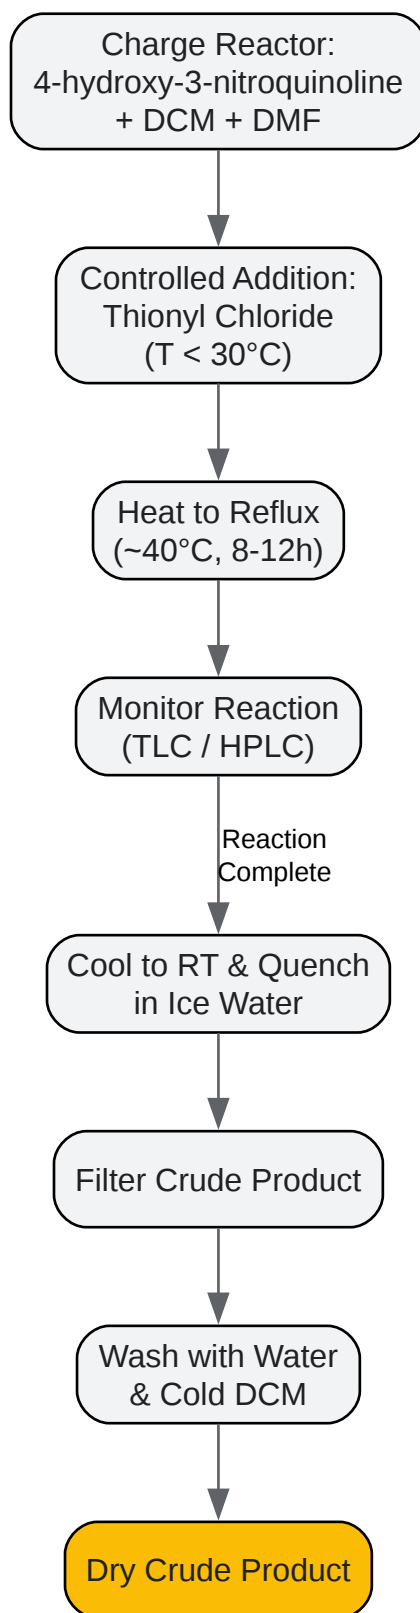 Charge Reactor:
4-hydroxy-3-nitroquinoline
+ DCM + DMF
Controlled Addition:
Thionyl Chloride
(T < 30°C)
Heat to Reflux
(~40°C, 8-12h)
Monitor Reaction
(TLC / HPLC)
Reaction
Complete
Cool to RT & Quench
in Ice Water
Filter Crude Product
Wash with Water
& Cold DCM
Dry Crude Product